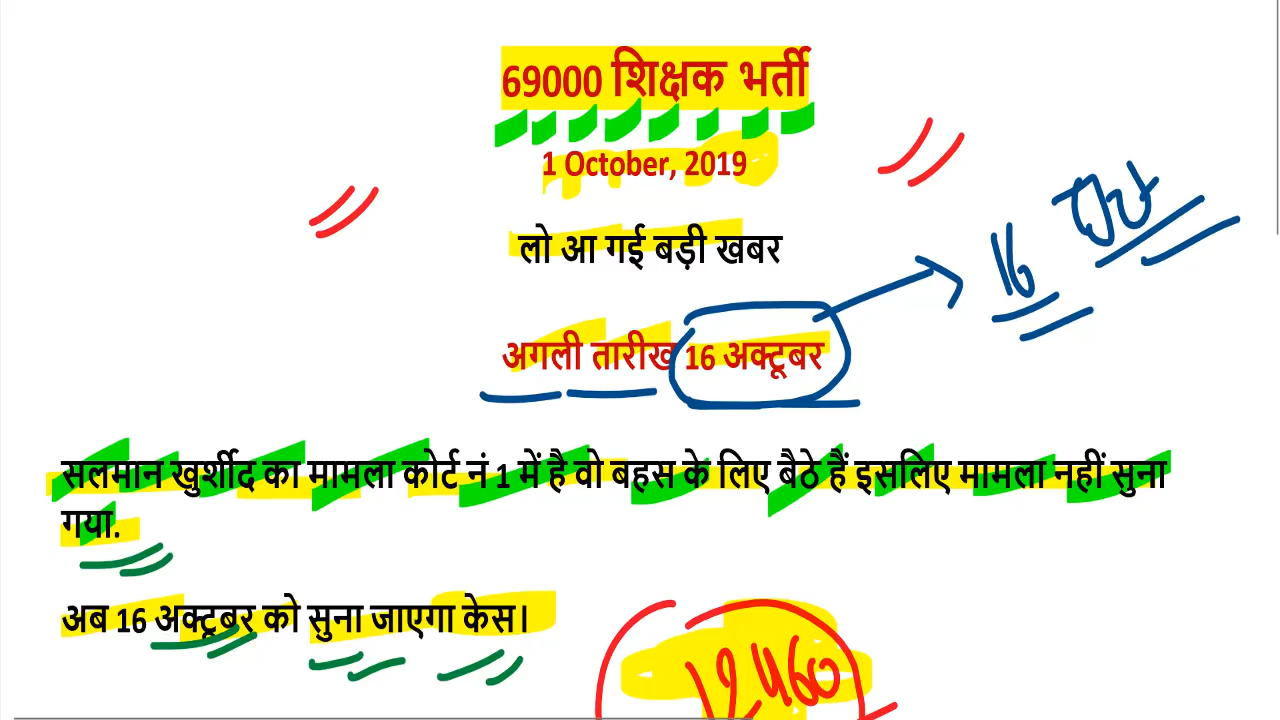 69000 शिक्षक भर्ती
1 October, 2019
लो आ गई बड़ी खबर
16 Oct
अगली तारीख 16 अक्टूबर
सलमान खुर्शीद का मामला कोर्ट नं 1 में है वो बहस के लिए बैठे हैं इसलिए मामला नहीं सुना
गया.
अब 16 अक्टूबर को सुना जाएगा केस।
12460